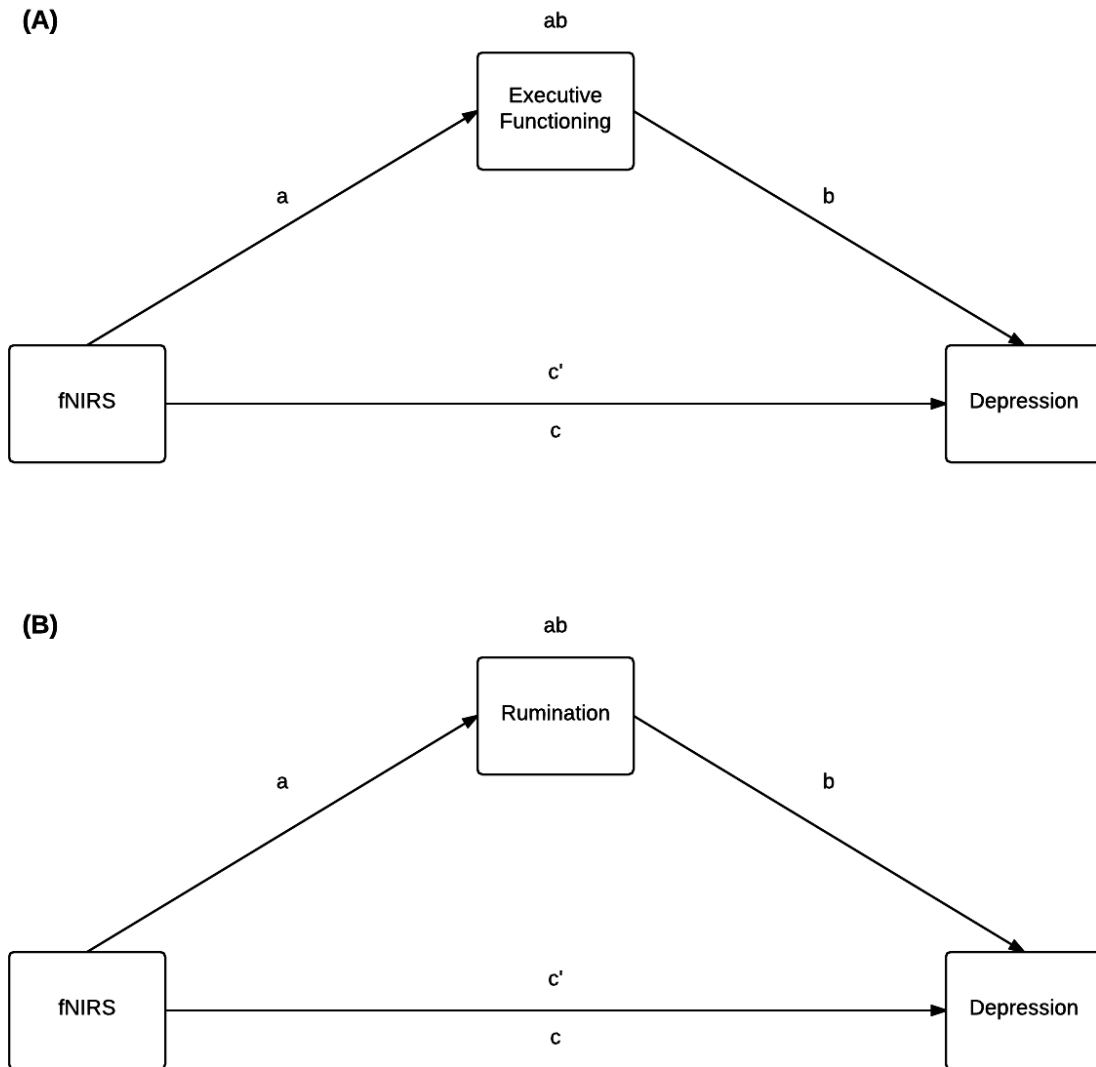 (A)
ab
Executive
Functioning
a
b
fNIRS
c'
c
Depression
(B)
ab
Rumination
a
b
fNIRS
c'
c
Depression